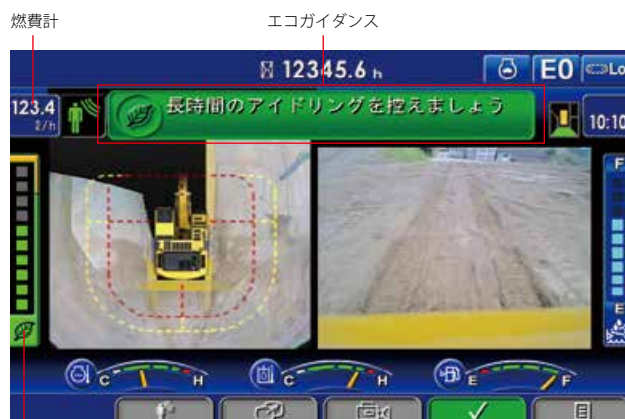 燃費計
エコガイダンス
12345.6 h
E0
Lo
123.4
ℓ/h
長時間のアイドリングを控えましょう
10:10
F
E
C H
C H
E F